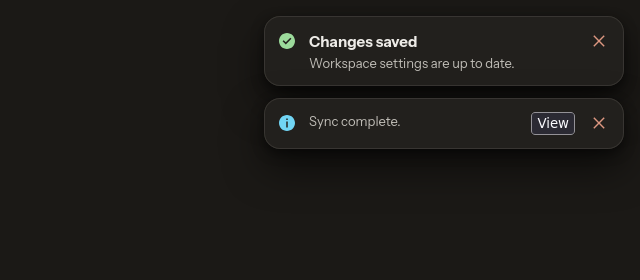 Changes saved
Workspace settings are up to date.
Sync complete.
View